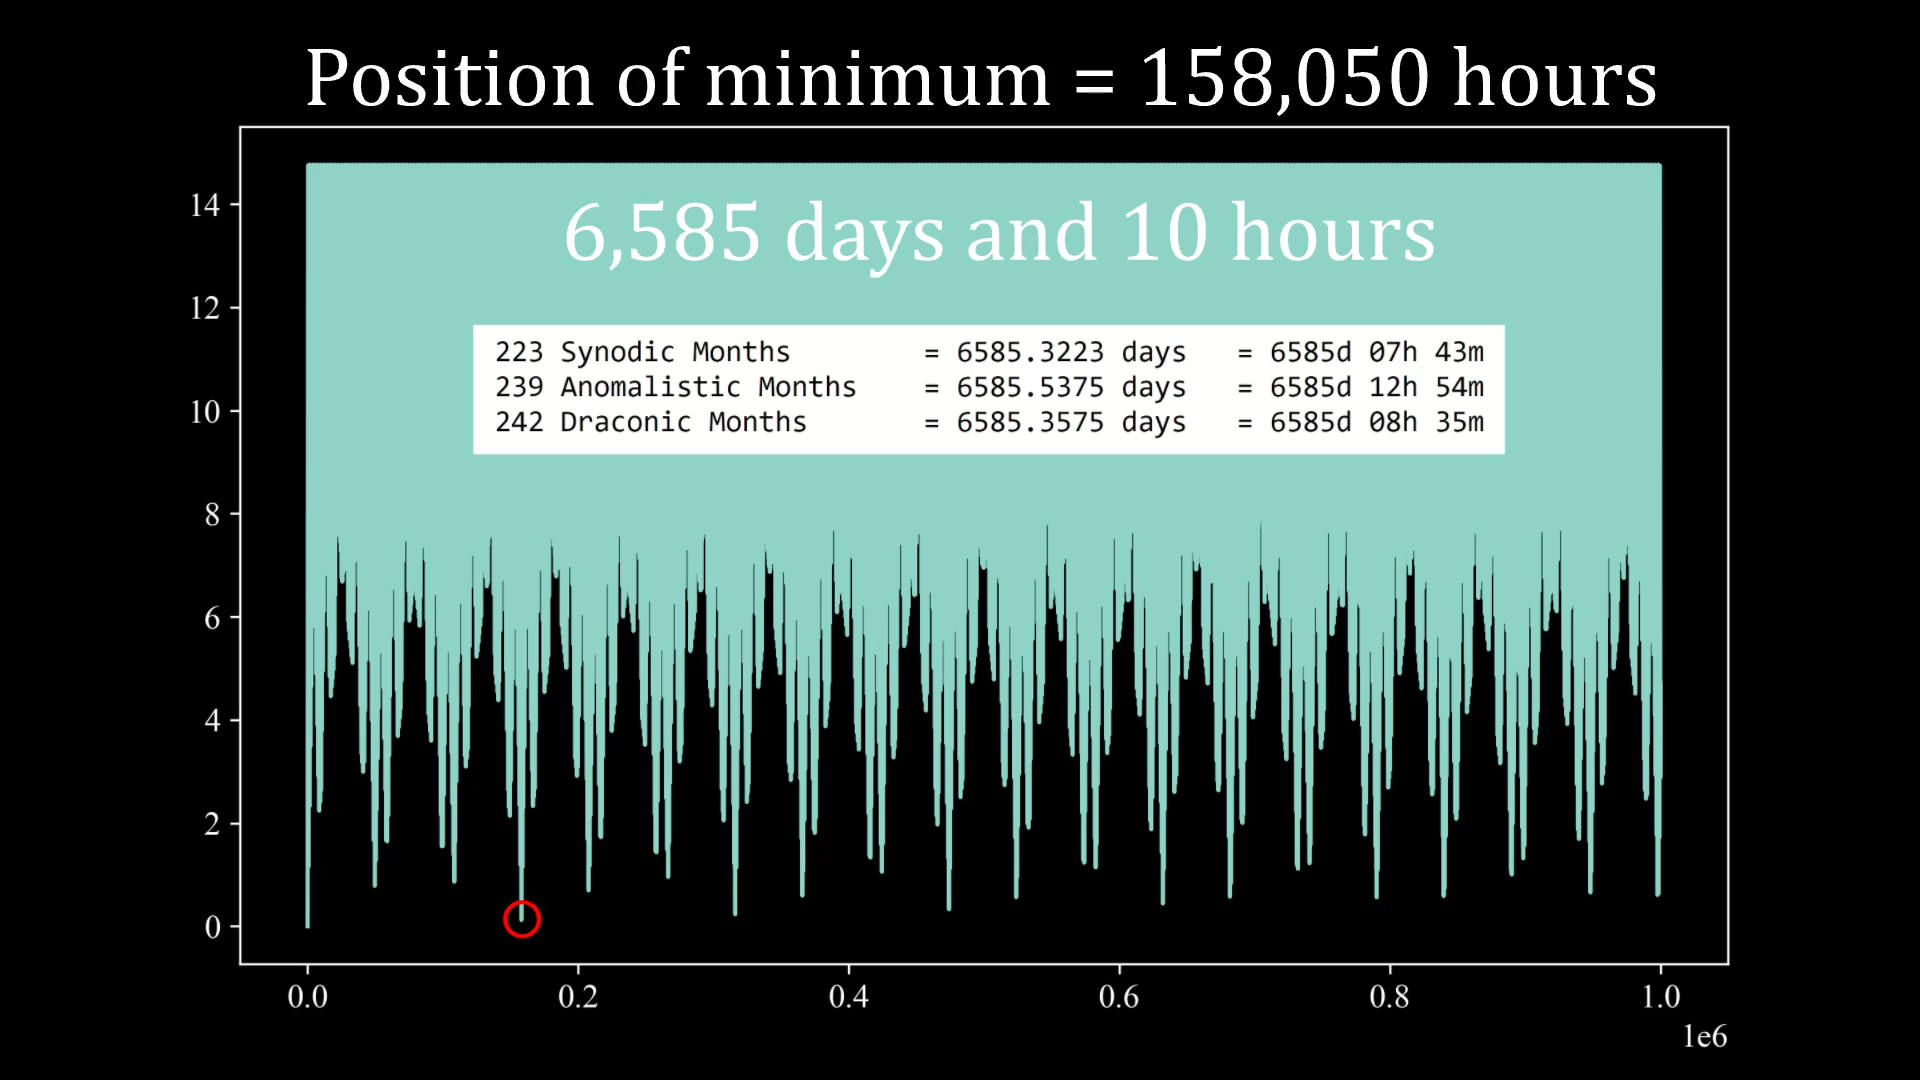 Position of minimum = 158,050 hours
14
6,585 days and 10 hours
12
223 Synodic Months = 6585.3223 days = 6585d 07h 43m
239 Anomalistic Months = 6585.5375 days = 6585d 12h 54m
10
242 Draconic Months = 6585.3575 days = 6585d 08h 35m
8
6
4
2
0
0.0 0.2 0.4 0.6 0.8 1.0
1e6